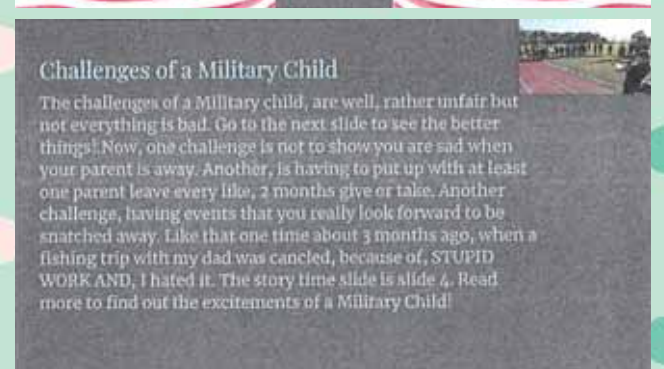 Challenges of a Military Child
The challenges of a Military child, are well, rather unfair but
not everything is bad. Go to the next slide to see the better
things! Now, one challenge is not to show you are sad when
your parent is away. Another, is having to put up with at least
one parent leave every like, 2 months give or take. Another
challenge, having events that you really look forward to be
snatched away. Like that one time about 3 months ago, when a
fishing trip with my dad was cancled, because of, STUPID
WORK AND, I hated it. The story time slide is slide 4. Read
more to find out the excitements of a Military Child!